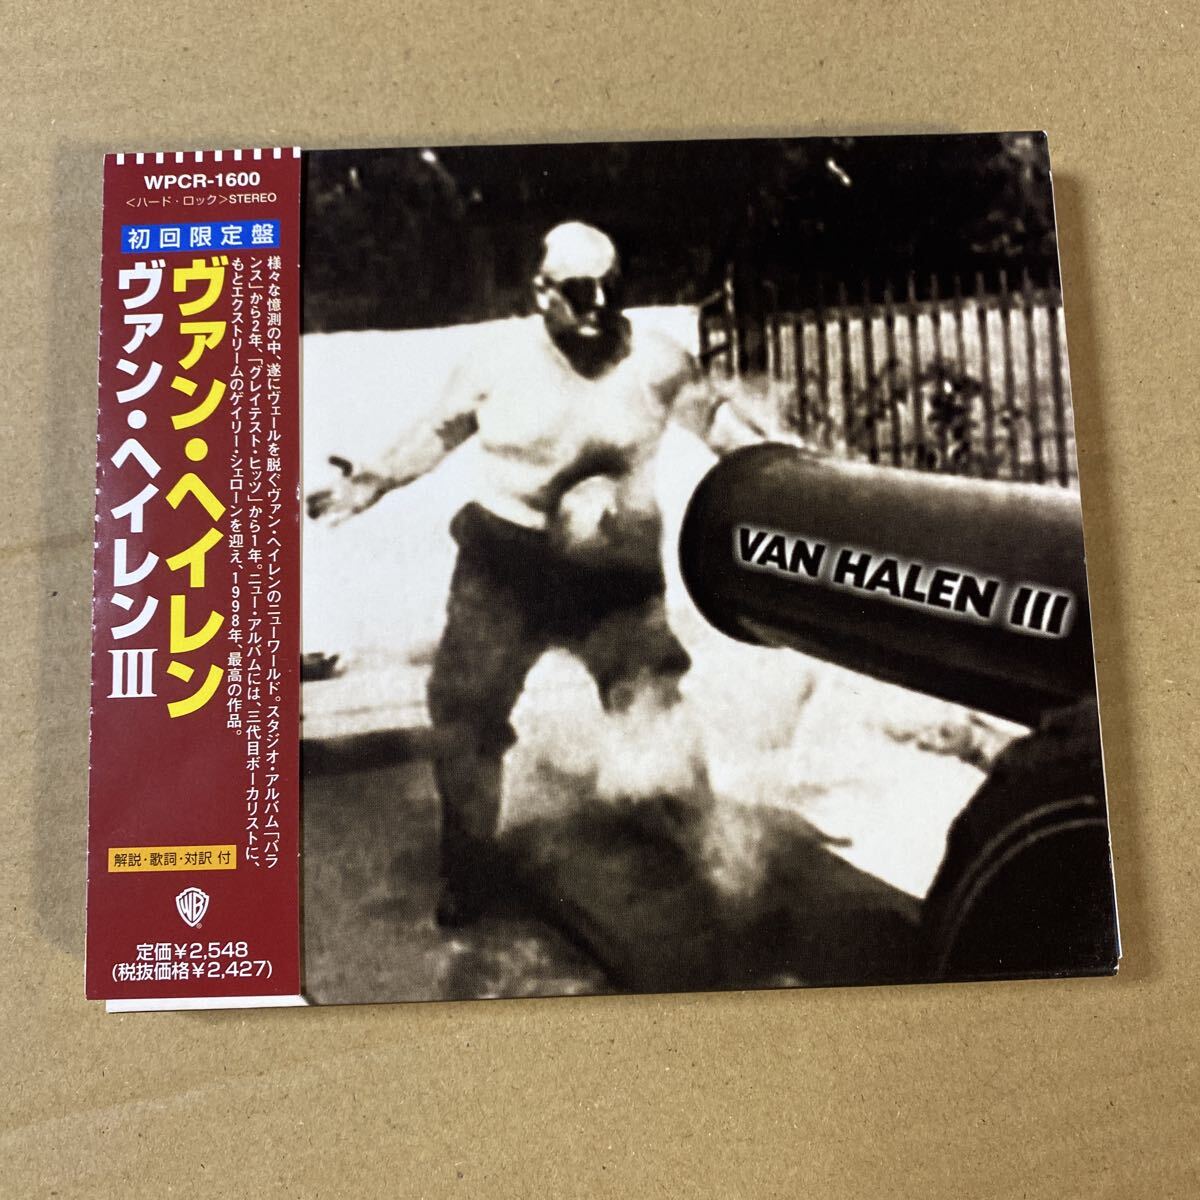 WPCR-1600
<ハード・ロック>STEREO
初回限定盤
ヴァン・ヘイレン
ヴァン・ヘイレンIII
様々な憶測の中、遂にヴェールを脱ぐヴァン・ヘイレンのニューワールド。スタジオ・アルバム「バラ
ンス」から2年、「グレイテスト・ヒッツ」から1年。ニュー・アルバムには、三代目ボーカリストに、
もとエクストリームのゲイリー・シェローンを迎え、1998年、最高の作品。
解説・歌詞・対訳 付
WB
定価¥2,548
(税抜価格¥2,427)
VAN HALEN III